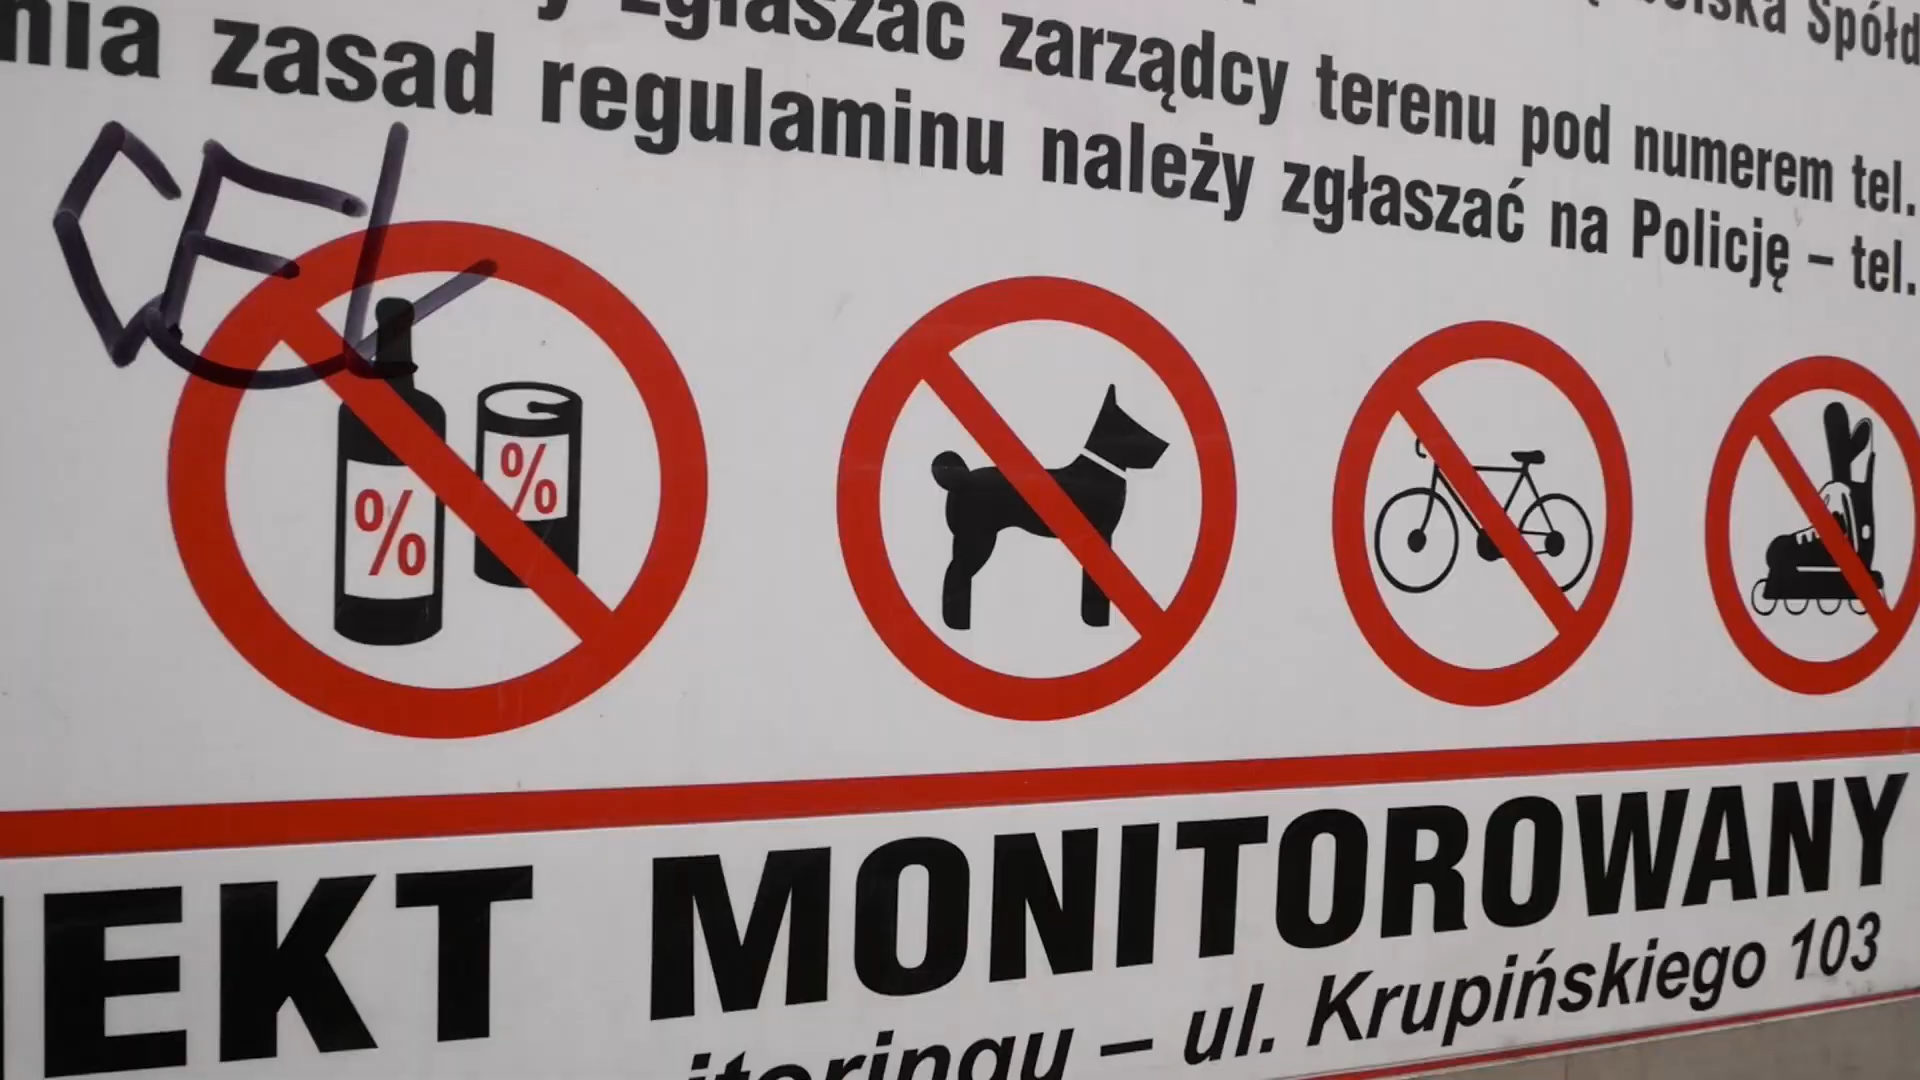 zgłaszać zarządcy terenu pod numerem tel.
zasad regulaminu należy zgłaszać na Policję – tel.
CEL
%
%
MONITOROWANY
– ul. Krupińskiego 103